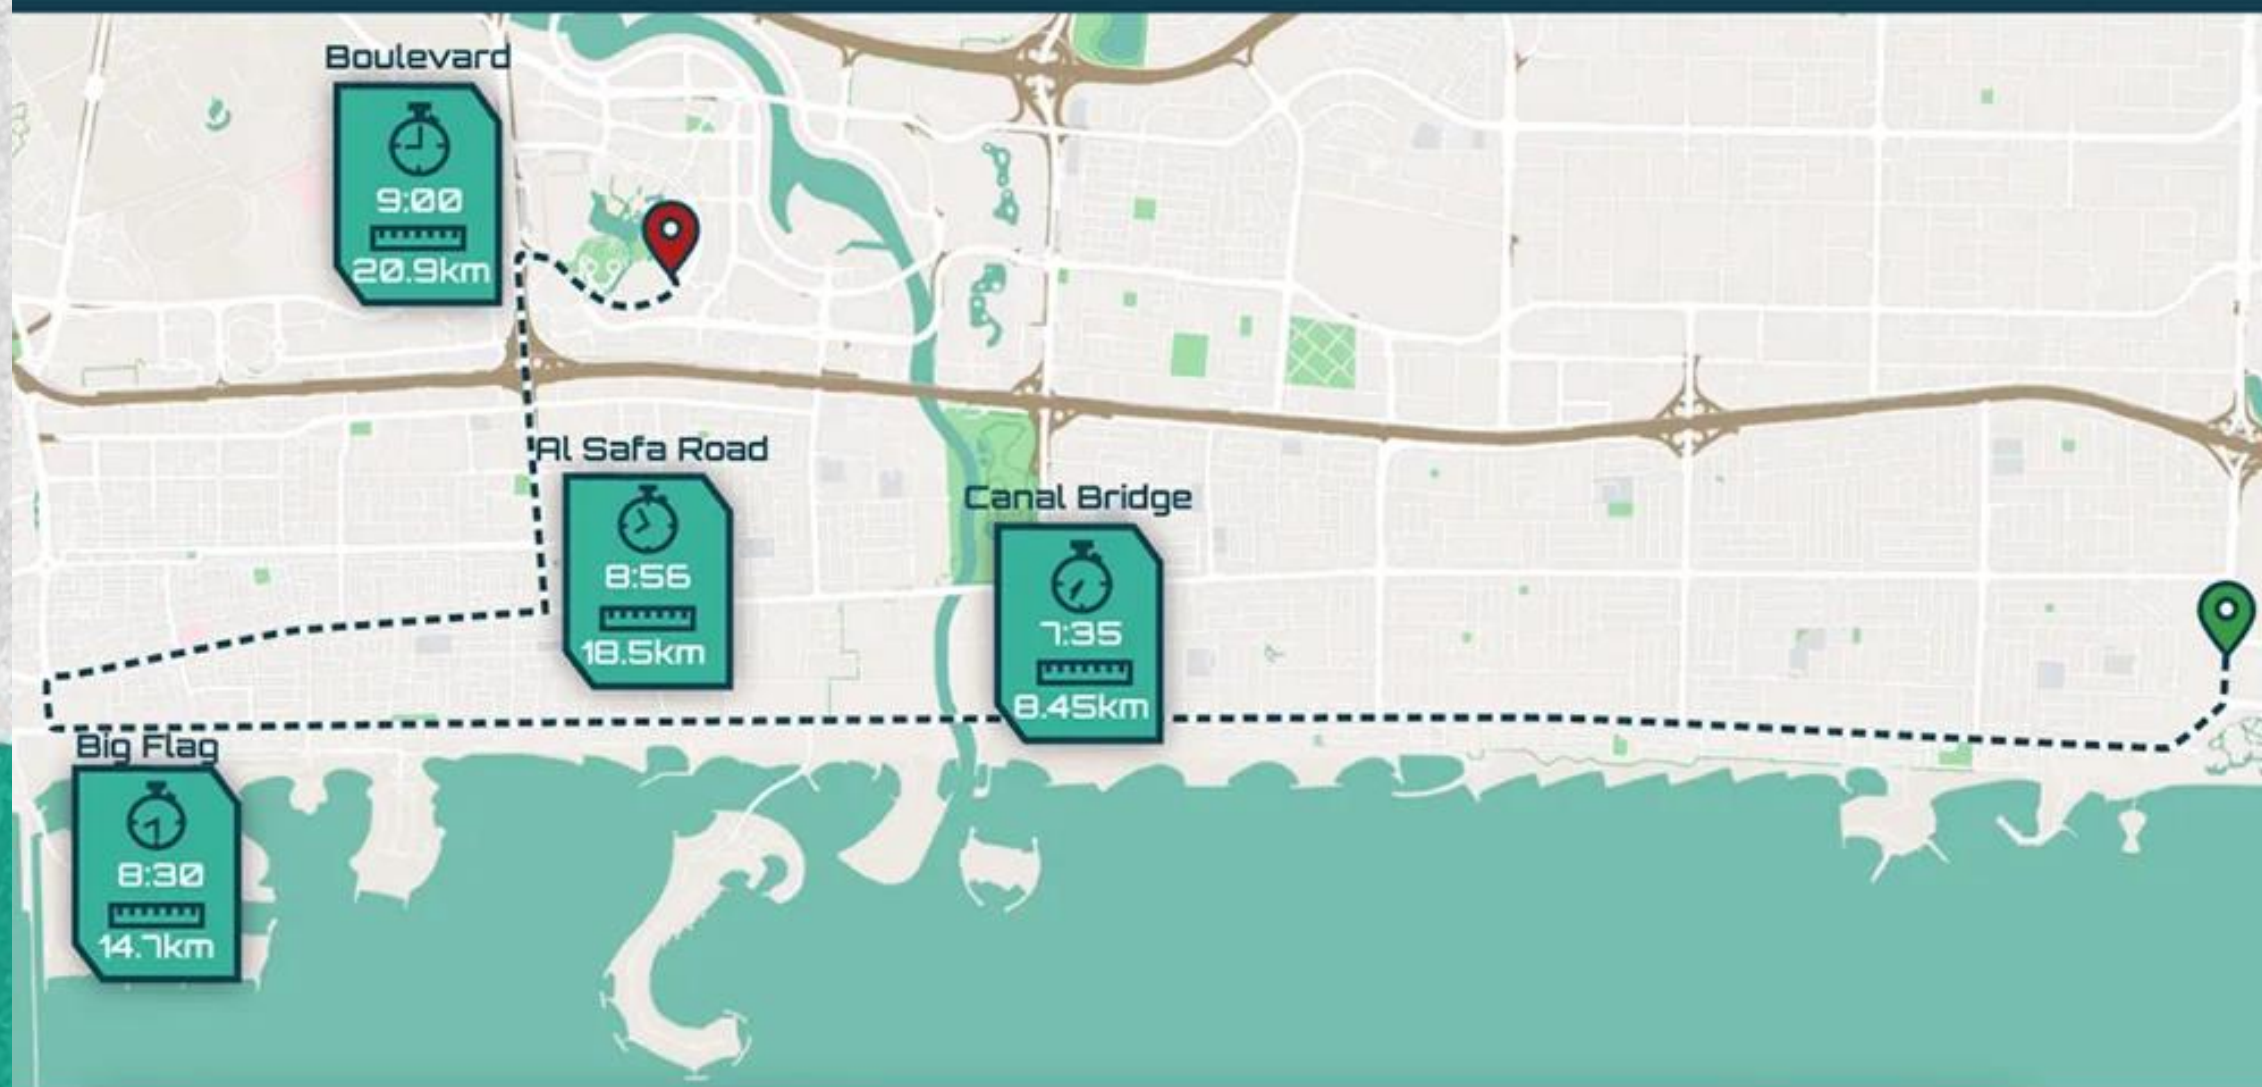 Boulevard
9:00
20.9km
Al Safa Road
8:56
18.5km
Canal Bridge
7:35
8.45km
Big Flag
8:30
14.7km